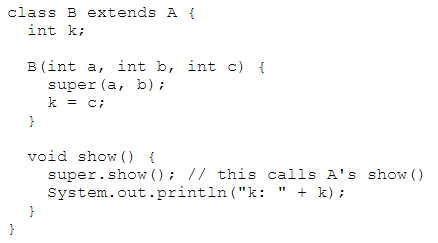 class B extends A {
  int k;

  B(int a, int b, int c) {
    super(a, b);
    k = c;
  }

  void show() {
    super.show(); // this calls A's show()
    System.out.println("k: " + k);
  }
}